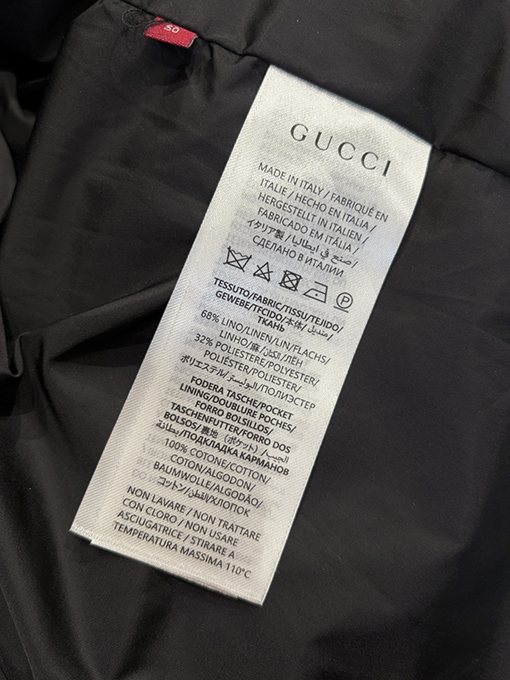 50
GUCCI
MADE IN ITALY / FABRIQUÉ EN
ITALIE / HECHO EN ITALIA /
HERGESTELLT IN ITALIEN /
FABRICADO EM ITÁLIA /
イタリア製 / صنع في ايطاليا /
СДЕЛАНО В ИТАЛИИ
P
TESSUTO/FABRIC/TISSU/TEJIDO/
GEWEBE/TECIDO/本体/منديل/
ТКАНЬ
68% LINO/LINEN/LIN/FLACHS/
LINHO/麻/الكتان/ЛЁН
32% POLIESTERE/POLYESTER/
POLIÉSTER/POLYESTER/
ポリエステル/البوليستر/ПОЛИЭСТЕР
FODERA TASCHE/POCKET
LINING/DOUBLURE POCHES/
FORRO BOLSILLOS/
TASCHENFUTTER/FORRO DOS
BOLSOS/裏地 (ポケット)/الجيب
بطانة/ПОДКЛАДКА КАРМАНОВ
100% COTONE/COTTON/
COTON/ALGODON/
BAUMWOLLE/ALGODÃO/
コットン/القطن/ХЛОПОК
NON LAVARE / NON TRATTARE
CON CLORO / NON USARE
ASCIUGATRICE / STIRARE A
TEMPERATURA MASSIMA 110°C